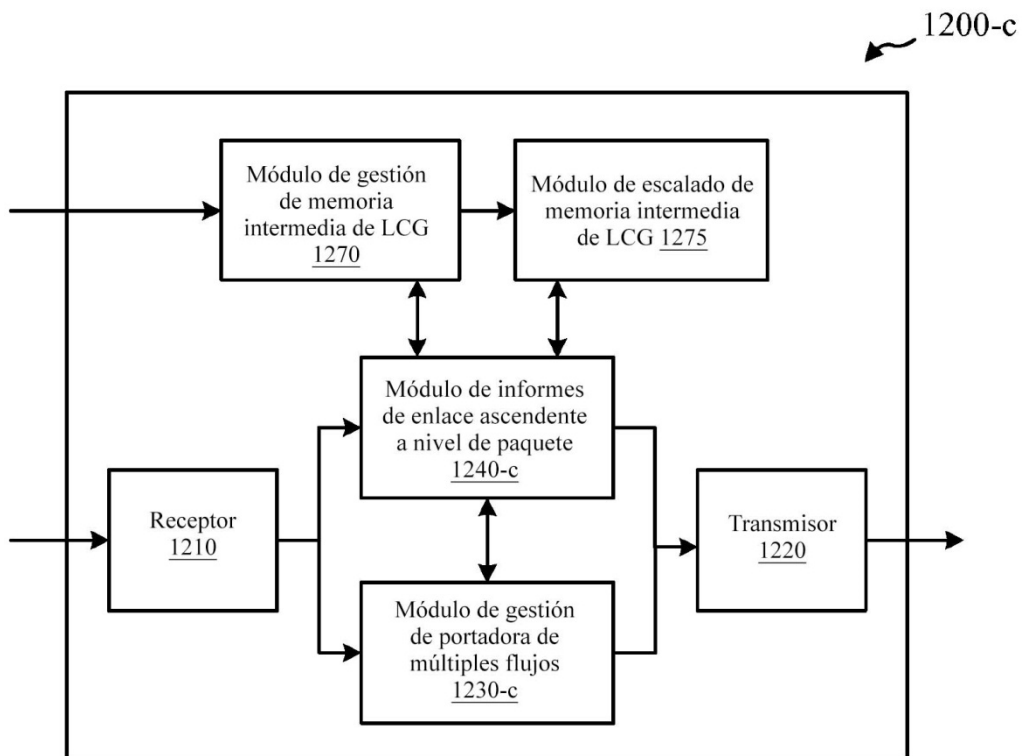 1200-c
Módulo de gestión
de memoria
intermedia de LCG
1270
Módulo de escalado de
memoria intermedia
de LCG 1275
Módulo de informes
de enlace ascendente
a nivel de paquete
1240-c
Receptor
1210
Transmisor
1220
Módulo de gestión
de portadora de
múltiples flujos
1230-c